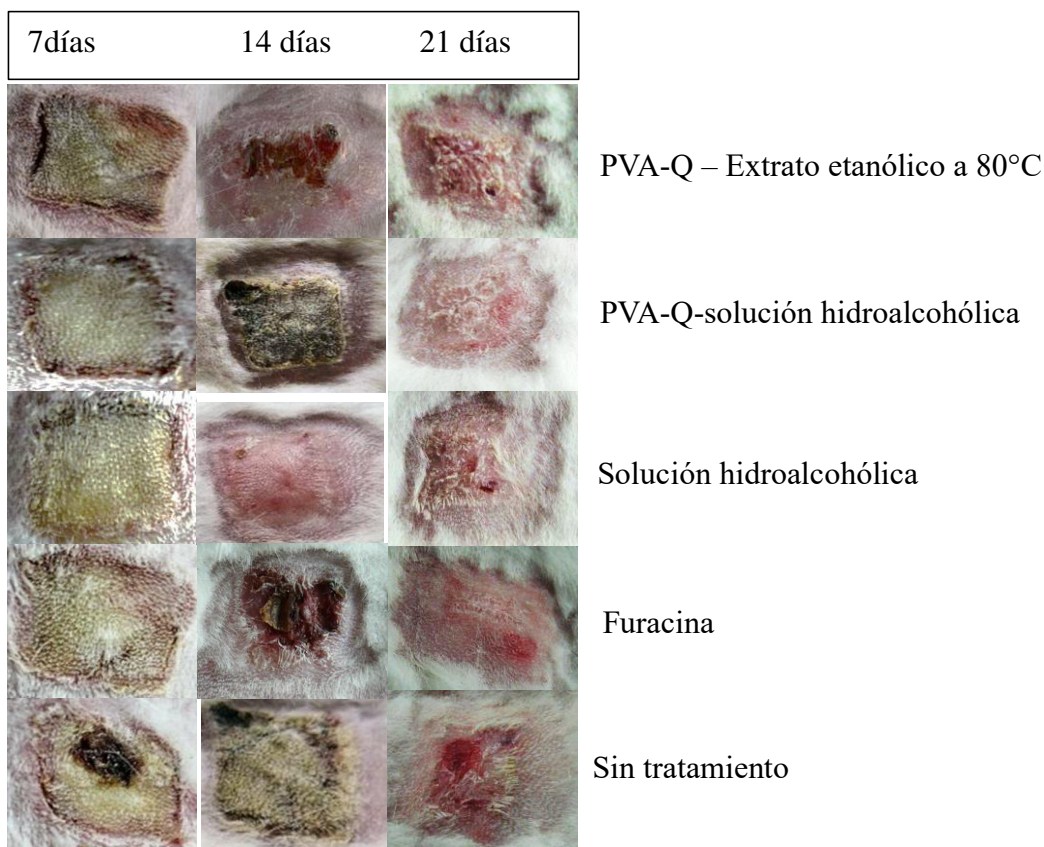 7días 14 días 21 días
PVA-Q – Extrato etanólico a 80°C
PVA-Q-solución hidroalcohólica
Solución hidroalcohólica
Furacina
Sin tratamiento